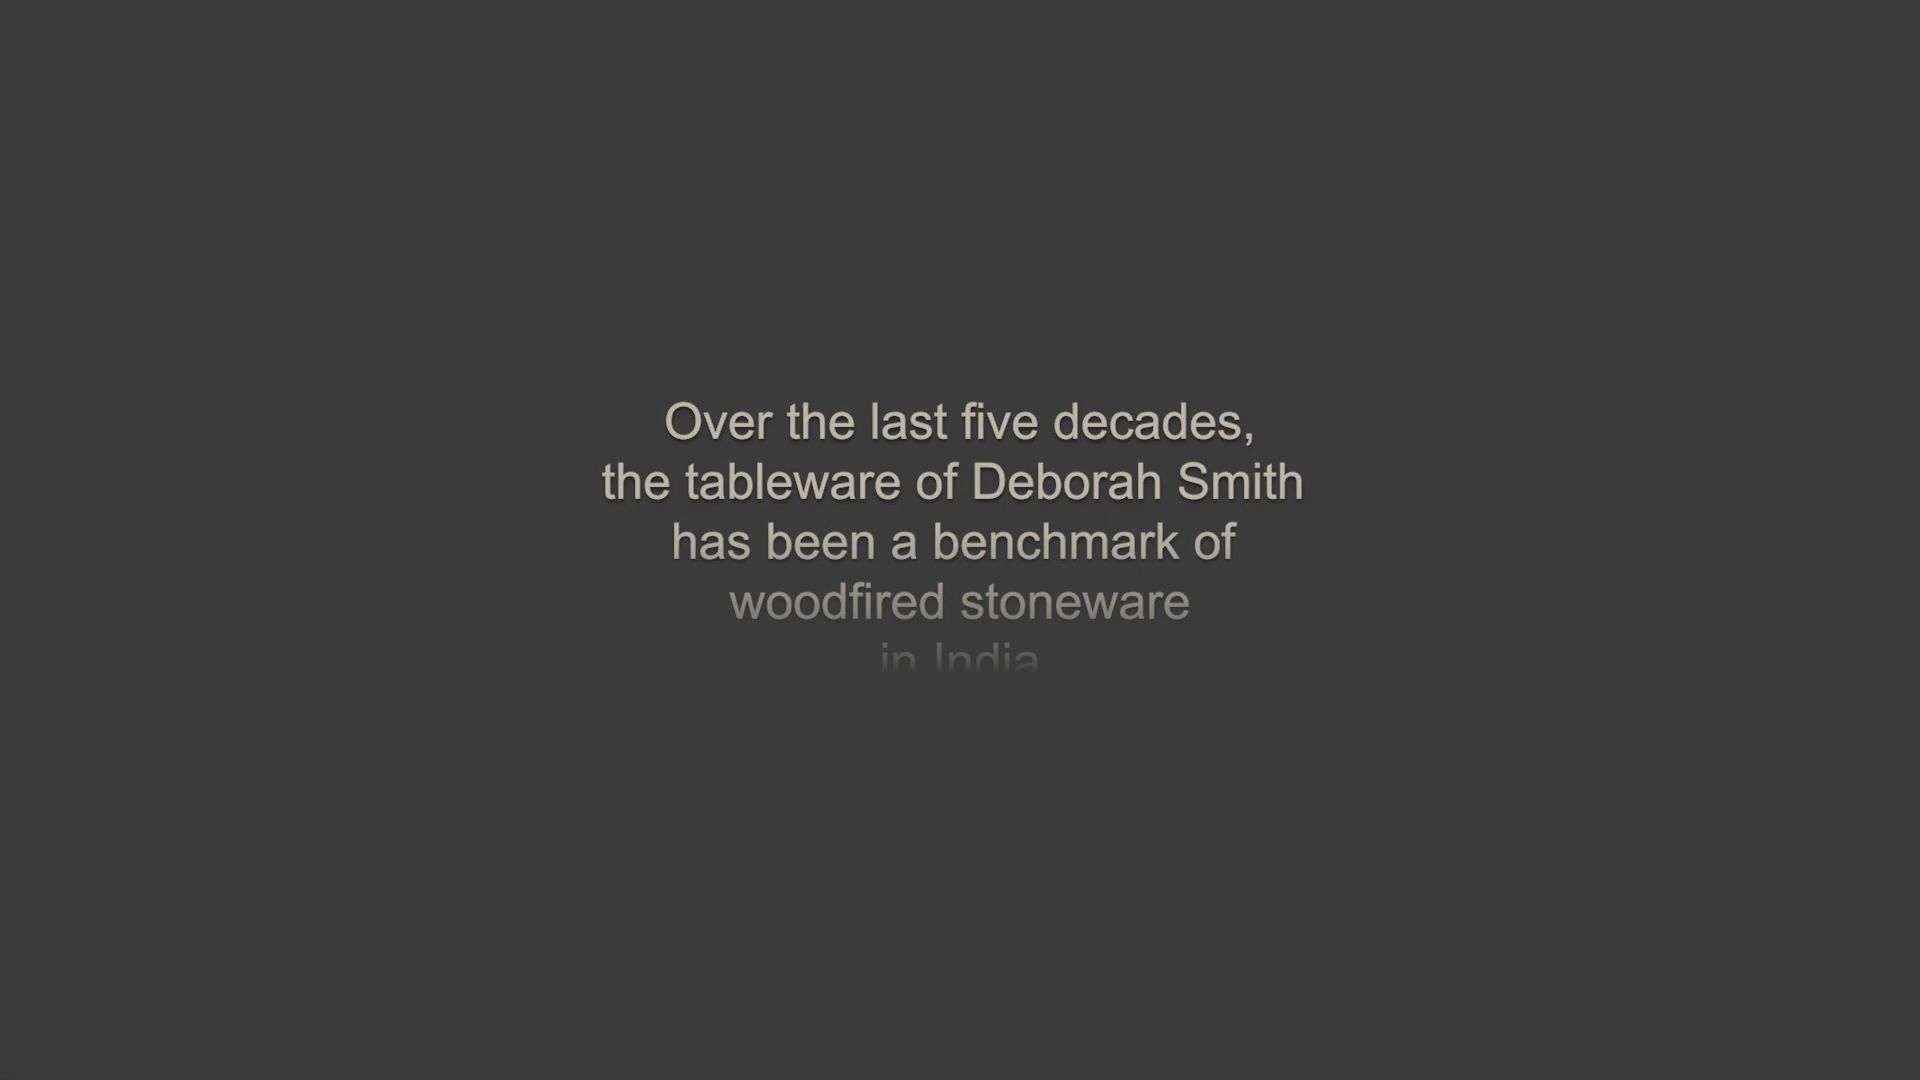 Over the last five decades,
the tableware of Deborah Smith
has been a benchmark of
woodfired stoneware
in India